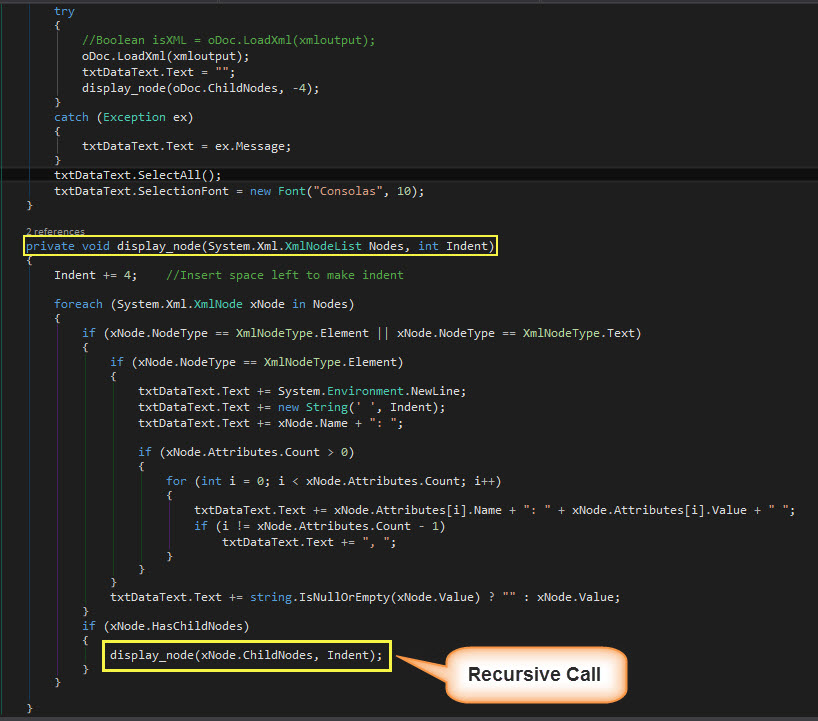 try
{
//Boolean isXML = oDoc.LoadXml(xmloutput);
oDoc.LoadXml(xmloutput);
txtDataText.Text = "";
display_node(oDoc.ChildNodes, -4);
}
catch (Exception ex)
{
txtDataText.Text = ex.Message;
}
txtDataText.SelectAll();
txtDataText.SelectionFont = new Font("Consolas", 10);
}
2 references
private void display_node(System.Xml.XmlNodeList Nodes, int Indent)
{
Indent += 4;    //Insert space left to make indent
foreach (System.Xml.XmlNode xNode in Nodes)
{
if (xNode.NodeType == XmlNodeType.Element || xNode.NodeType == XmlNodeType.Text)
{
if (xNode.NodeType == XmlNodeType.Element)
{
txtDataText.Text += System.Environment.NewLine;
txtDataText.Text += new String(' ', Indent);
txtDataText.Text += xNode.Name + ": ";
if (xNode.Attributes.Count > 0)
{
for (int i = 0; i < xNode.Attributes.Count; i++)
{
txtDataText.Text += xNode.Attributes[i].Name + ": " + xNode.Attributes[i].Value + " ";
if (i != xNode.Attributes.Count - 1)
txtDataText.Text += ", ";
}
}
}
txtDataText.Text += string.IsNullOrEmpty(xNode.Value) ? "" : xNode.Value;
}
if (xNode.HasChildNodes)
{
display_node(xNode.ChildNodes, Indent);
Recursive Call
}
}
}